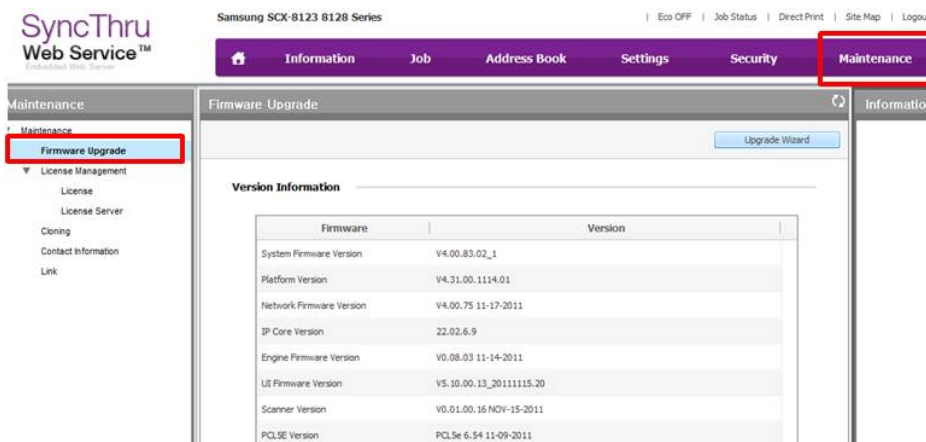 SyncThru
Web Service™
Embedded Web Server
Samsung SCX-8123 8128 Series
| Eco OFF | Job Status | Direct Print | Site Map | Logou
Information Job Address Book Settings Security Maintenance
Maintenance
Firmware Upgrade
Informatio
Maintenance
Firmware Upgrade
License Management
License
License Server
Cloning
Contact Information
Link
Upgrade Wizard
Version Information
Firmware Version
System Firmware Version V4.00.83.02_1
Platform Version V4.31.00.1114.01
Network Firmware Version V4.00.75 11-17-2011
IP Core Version 22.02.6.9
Engine Firmware Version V0.08.03 11-14-2011
UI Firmware Version V5.10.00.13_20111115.20
Scanner Version V0.01.00.16 NOV-15-2011
PCL5E Version PCL5e 6.54 11-09-2011